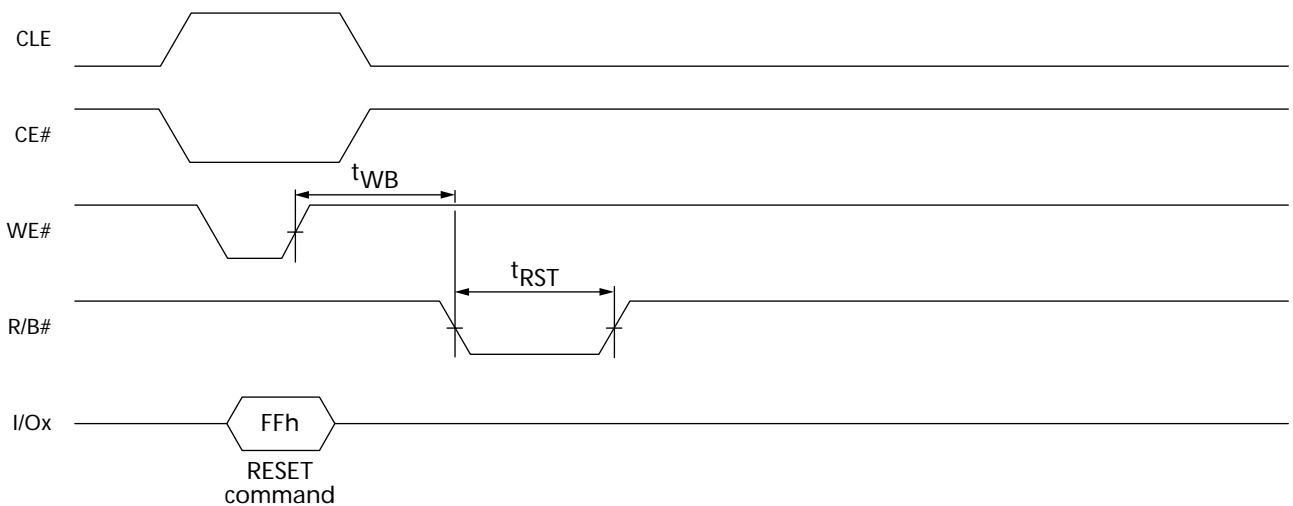 CLE
CE#
tWB
WE#
tRST
R/B#
I/Ox
FFh
RESET
command